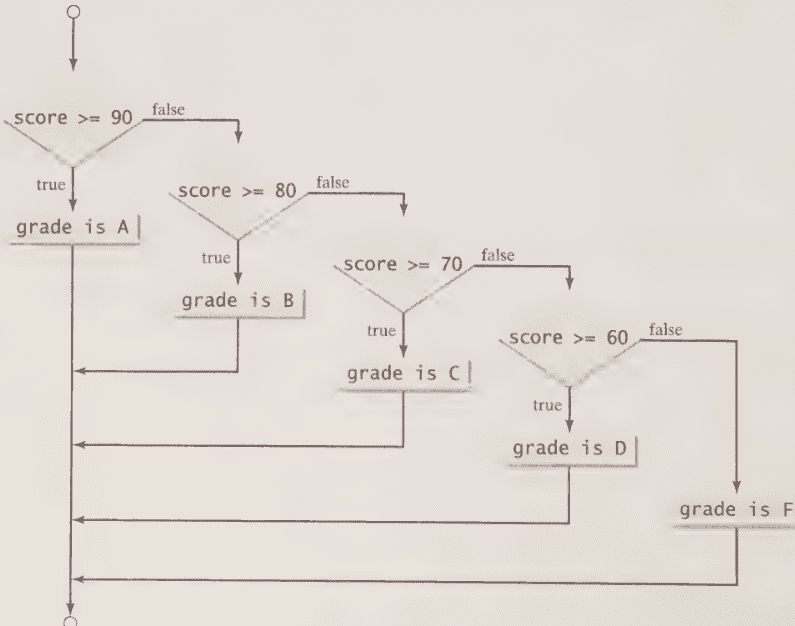 score >= 90
false
true
grade is A
score >= 80
false
true
grade is B
score >= 70
false
true
grade is C
score >= 60
false
true
grade is D
grade is F